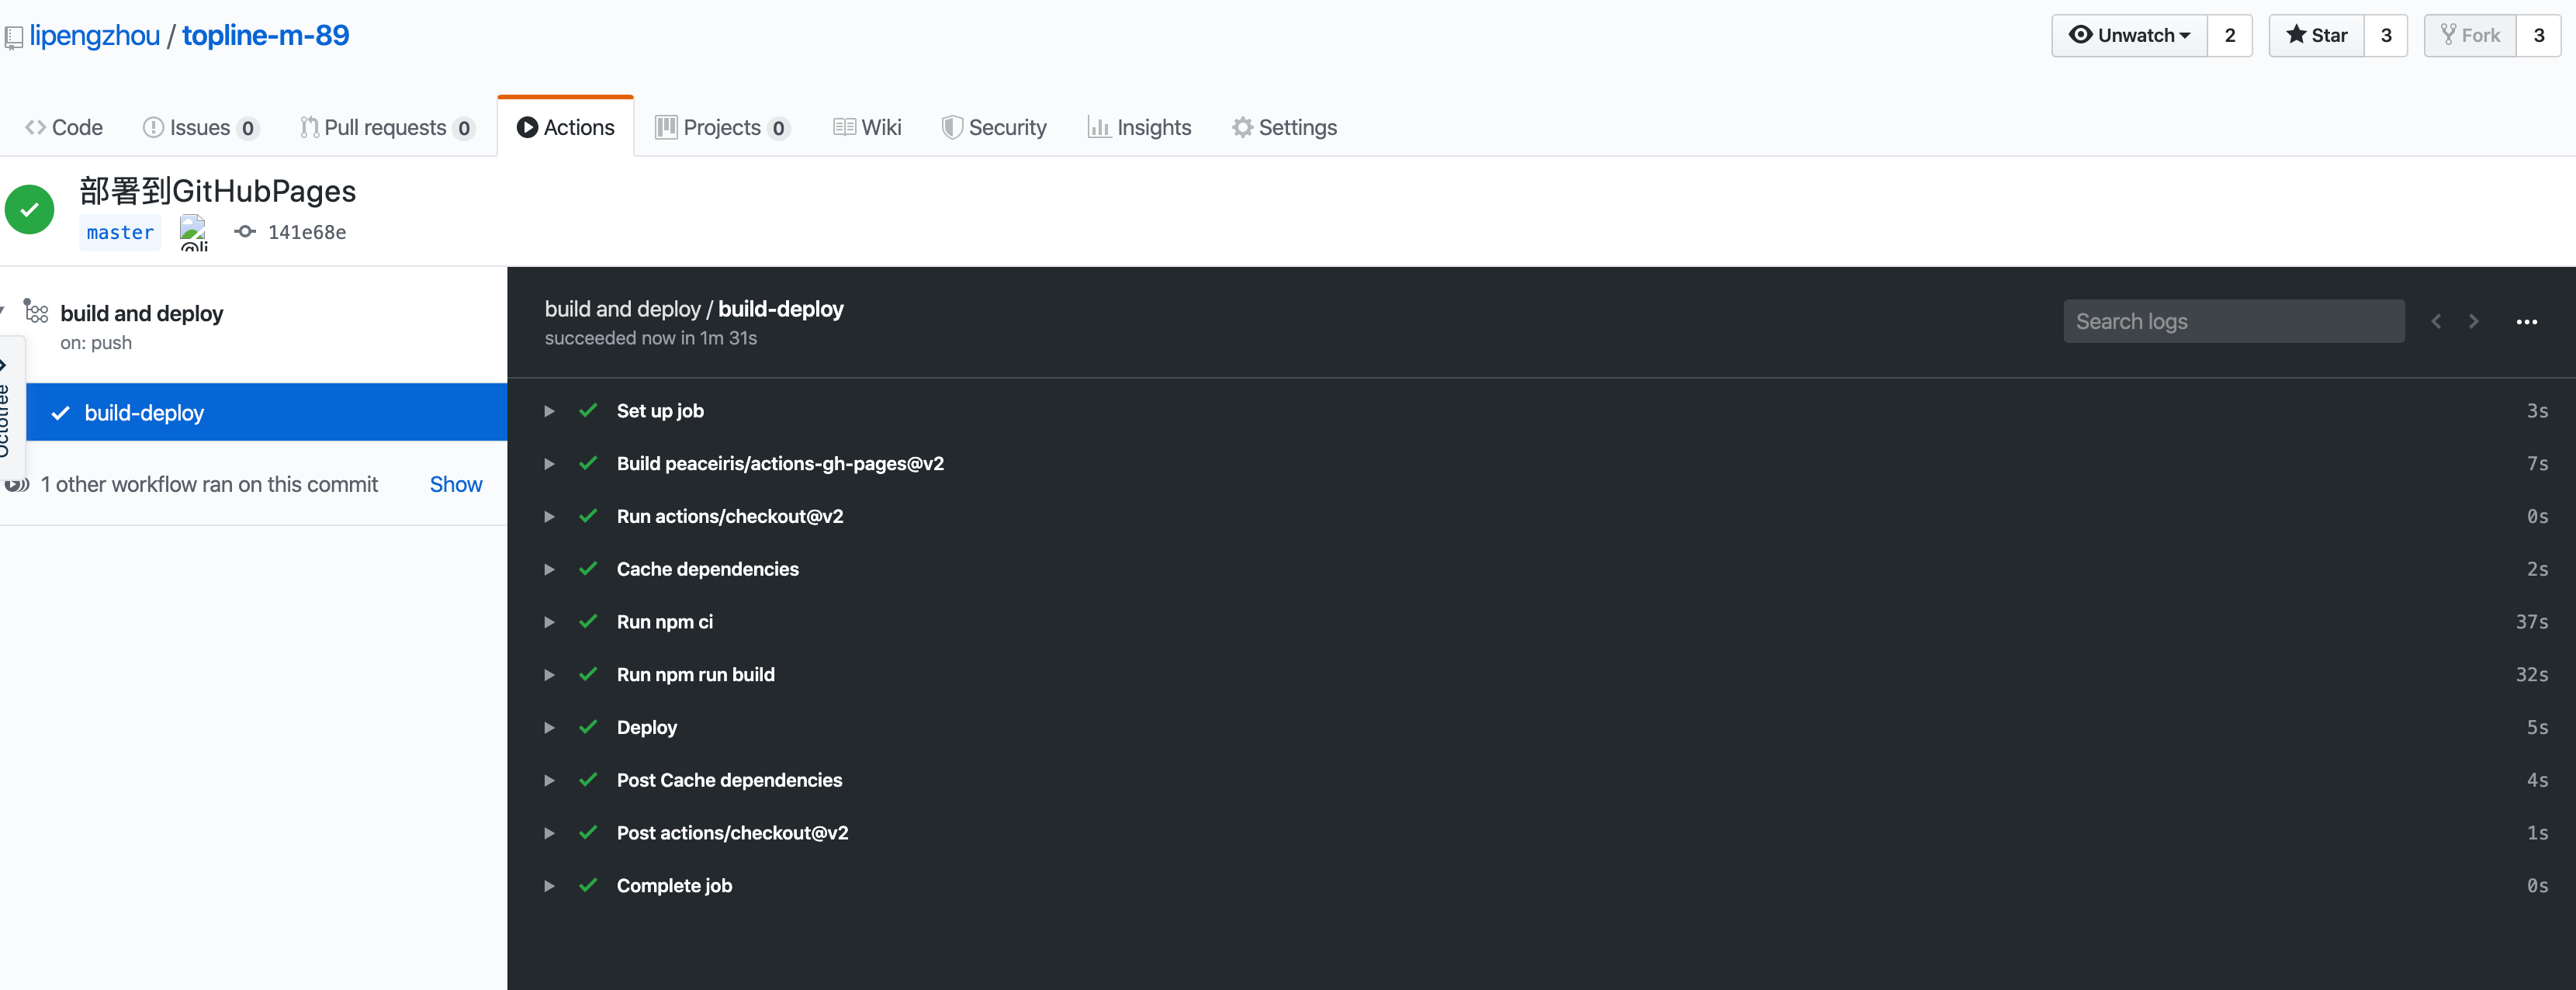 lipengzhou / topline-m-89
Unwatch 2 Star 3 Fork 3
Code Issues 0 Pull requests 0 Actions Projects 0 Wiki Security Insights Settings
部署到GitHubPages
master @li 141e68e
build and deploy
on: push
Octotree
build-deploy
1 other workflow ran on this commit Show
build and deploy / build-deploy
succeeded now in 1m 31s
Search logs
Set up job 3s
Build peaceiris/actions-gh-pages@v2 7s
Run actions/checkout@v2 0s
Cache dependencies 2s
Run npm ci 37s
Run npm run build 32s
Deploy 5s
Post Cache dependencies 4s
Post actions/checkout@v2 1s
Complete job 0s